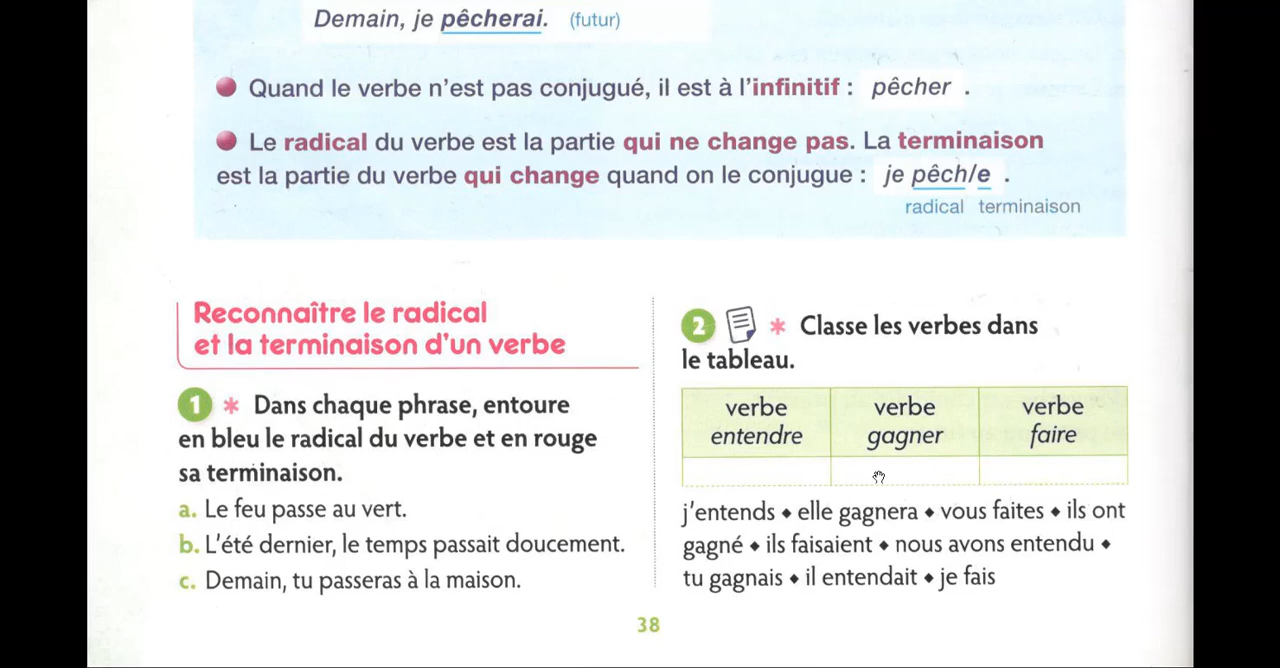 Demain, je pêcherai. (futur)
Quand le verbe n'est pas conjugué, il est à l'infinitif : pêcher .
Le radical du verbe est la partie qui ne change pas. La terminaison
est la partie du verbe qui change quand on le conjugue : je pêch/e .
radical terminaison
Reconnaître le radical
et la terminaison d'un verbe
1 * Dans chaque phrase, entoure
en bleu le radical du verbe et en rouge
sa terminaison.
a. Le feu passe au vert.
b. L'été dernier, le temps passait doucement.
c. Demain, tu passeras à la maison.
2 * Classe les verbes dans
le tableau.
verbe verbe verbe
entendre gagner faire
j'entends ◆ elle gagnera ◆ vous faites ◆ ils ont
gagné ◆ ils faisaient ◆ nous avons entendu ◆
tu gagnais ◆ il entendait ◆ je fais
38